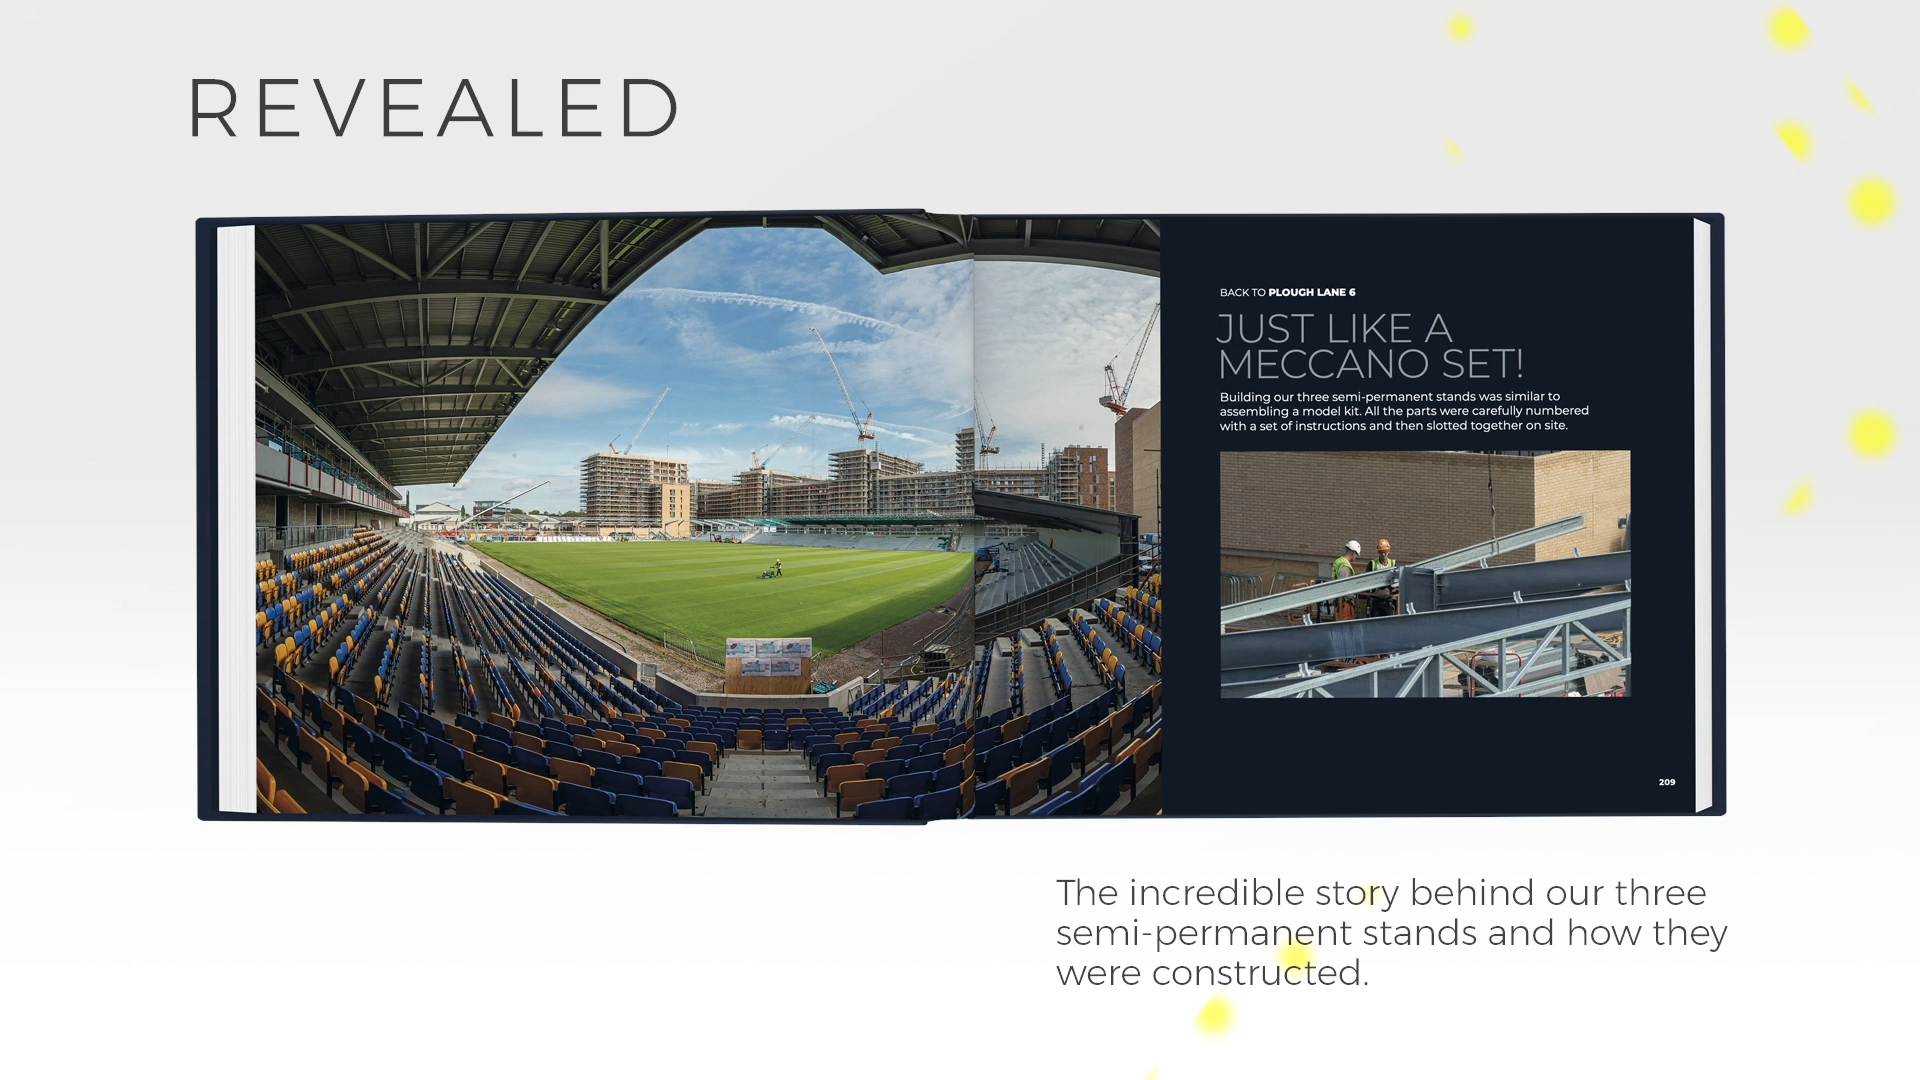 REVEALED
BACK TO PLOUGH LANE 6
JUST LIKE A
MECCANO SET!
Building our three semi-permanent stands was similar to
assembling a model kit. All the parts were carefully numbered
with a set of instructions and then slotted together on site.
209
The incredible story behind our three
semi-permanent stands and how they
were constructed.